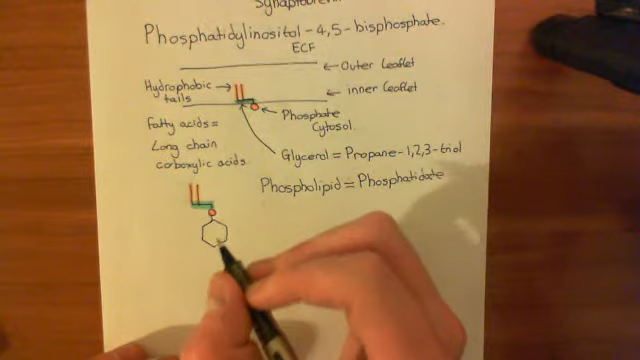 Phosphatidylinositol-4,5-bisphosphate.
ECF
← Outer Leaflet
Hydrophobic →
tails
← inner Leaflet
← Phosphate
Cytosol
Fatty acids =
Long chain
carboxylic acids
Glycerol = Propane-1,2,3-triol
Phospholipid = Phosphatidate